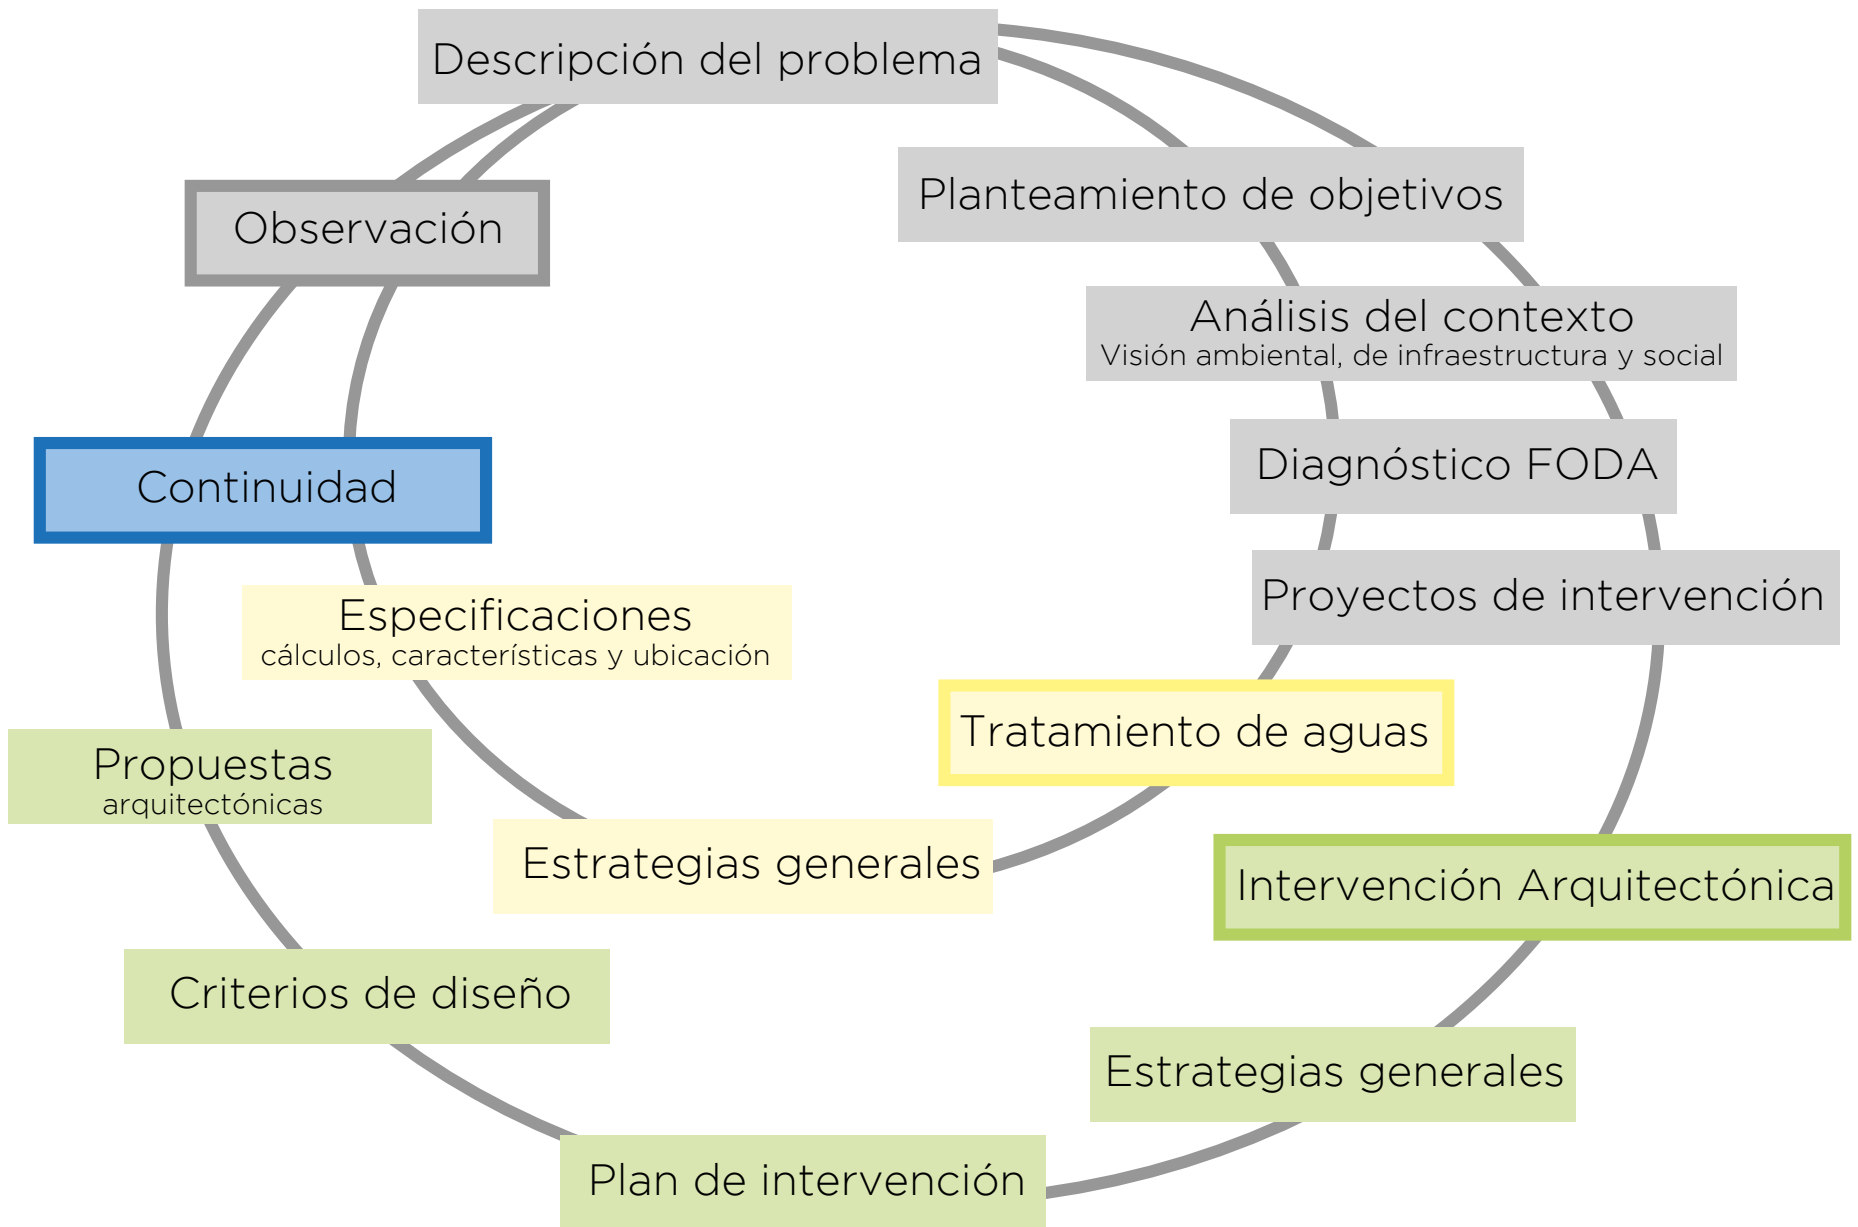 Descripción del problema
Planteamiento de objetivos
Observación
Análisis del contexto
Visión ambiental, de infraestructura y social
Diagnóstico FODA
Continuidad
Proyectos de intervención
Especificaciones
cálculos, características y ubicación
Tratamiento de aguas
Propuestas
arquitectónicas
Estrategias generales
Intervención Arquitectónica
Criterios de diseño
Estrategias generales
Plan de intervención